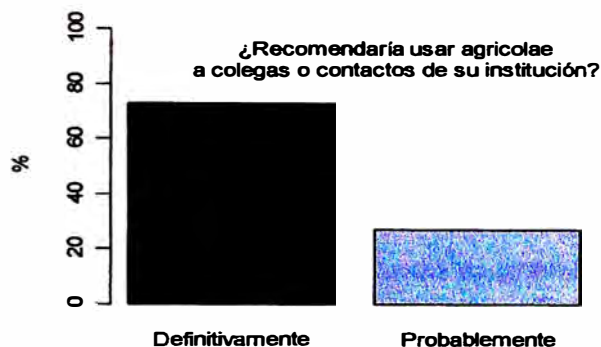 ¿Recomendaría usar agricolae
a colegas o contactos de su institución?
100
80
60
40
20
0
%
Definitivamente
Probablemente